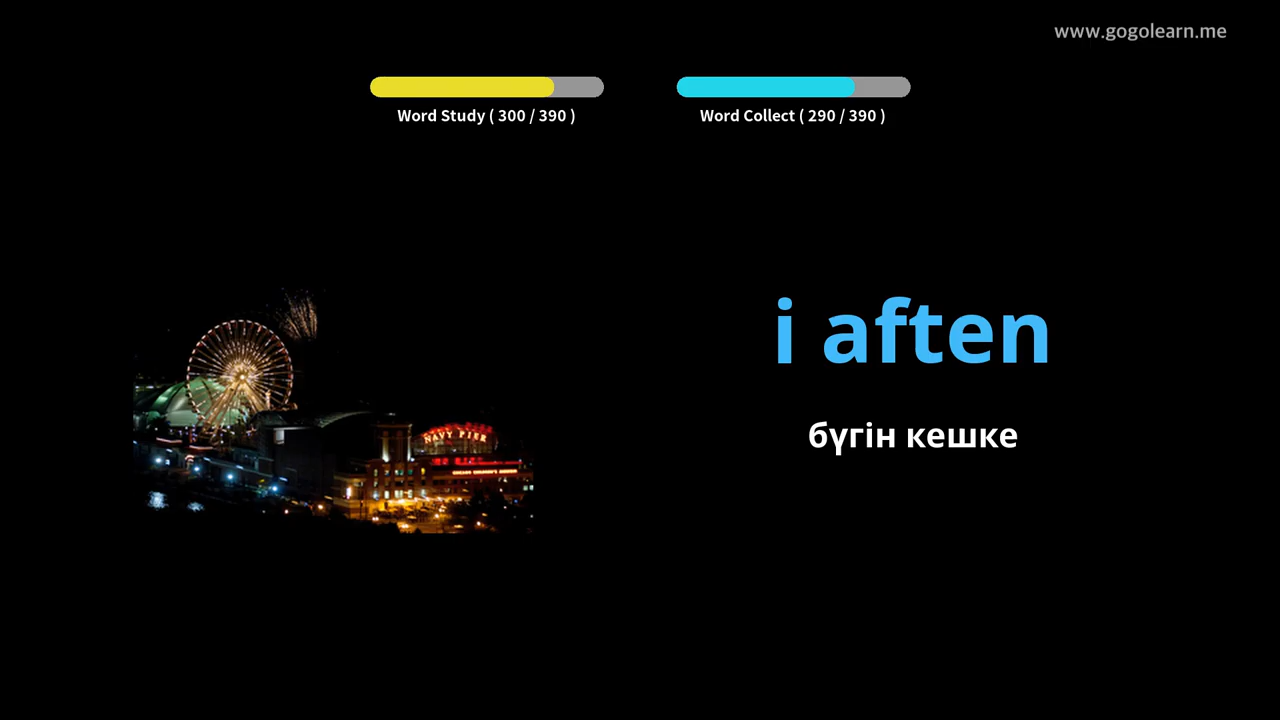 www.gogolearn.me
Word Study ( 300 / 390 )
Word Collect ( 290 / 390 )
i aften
бүгін кешке
NAVY PIER